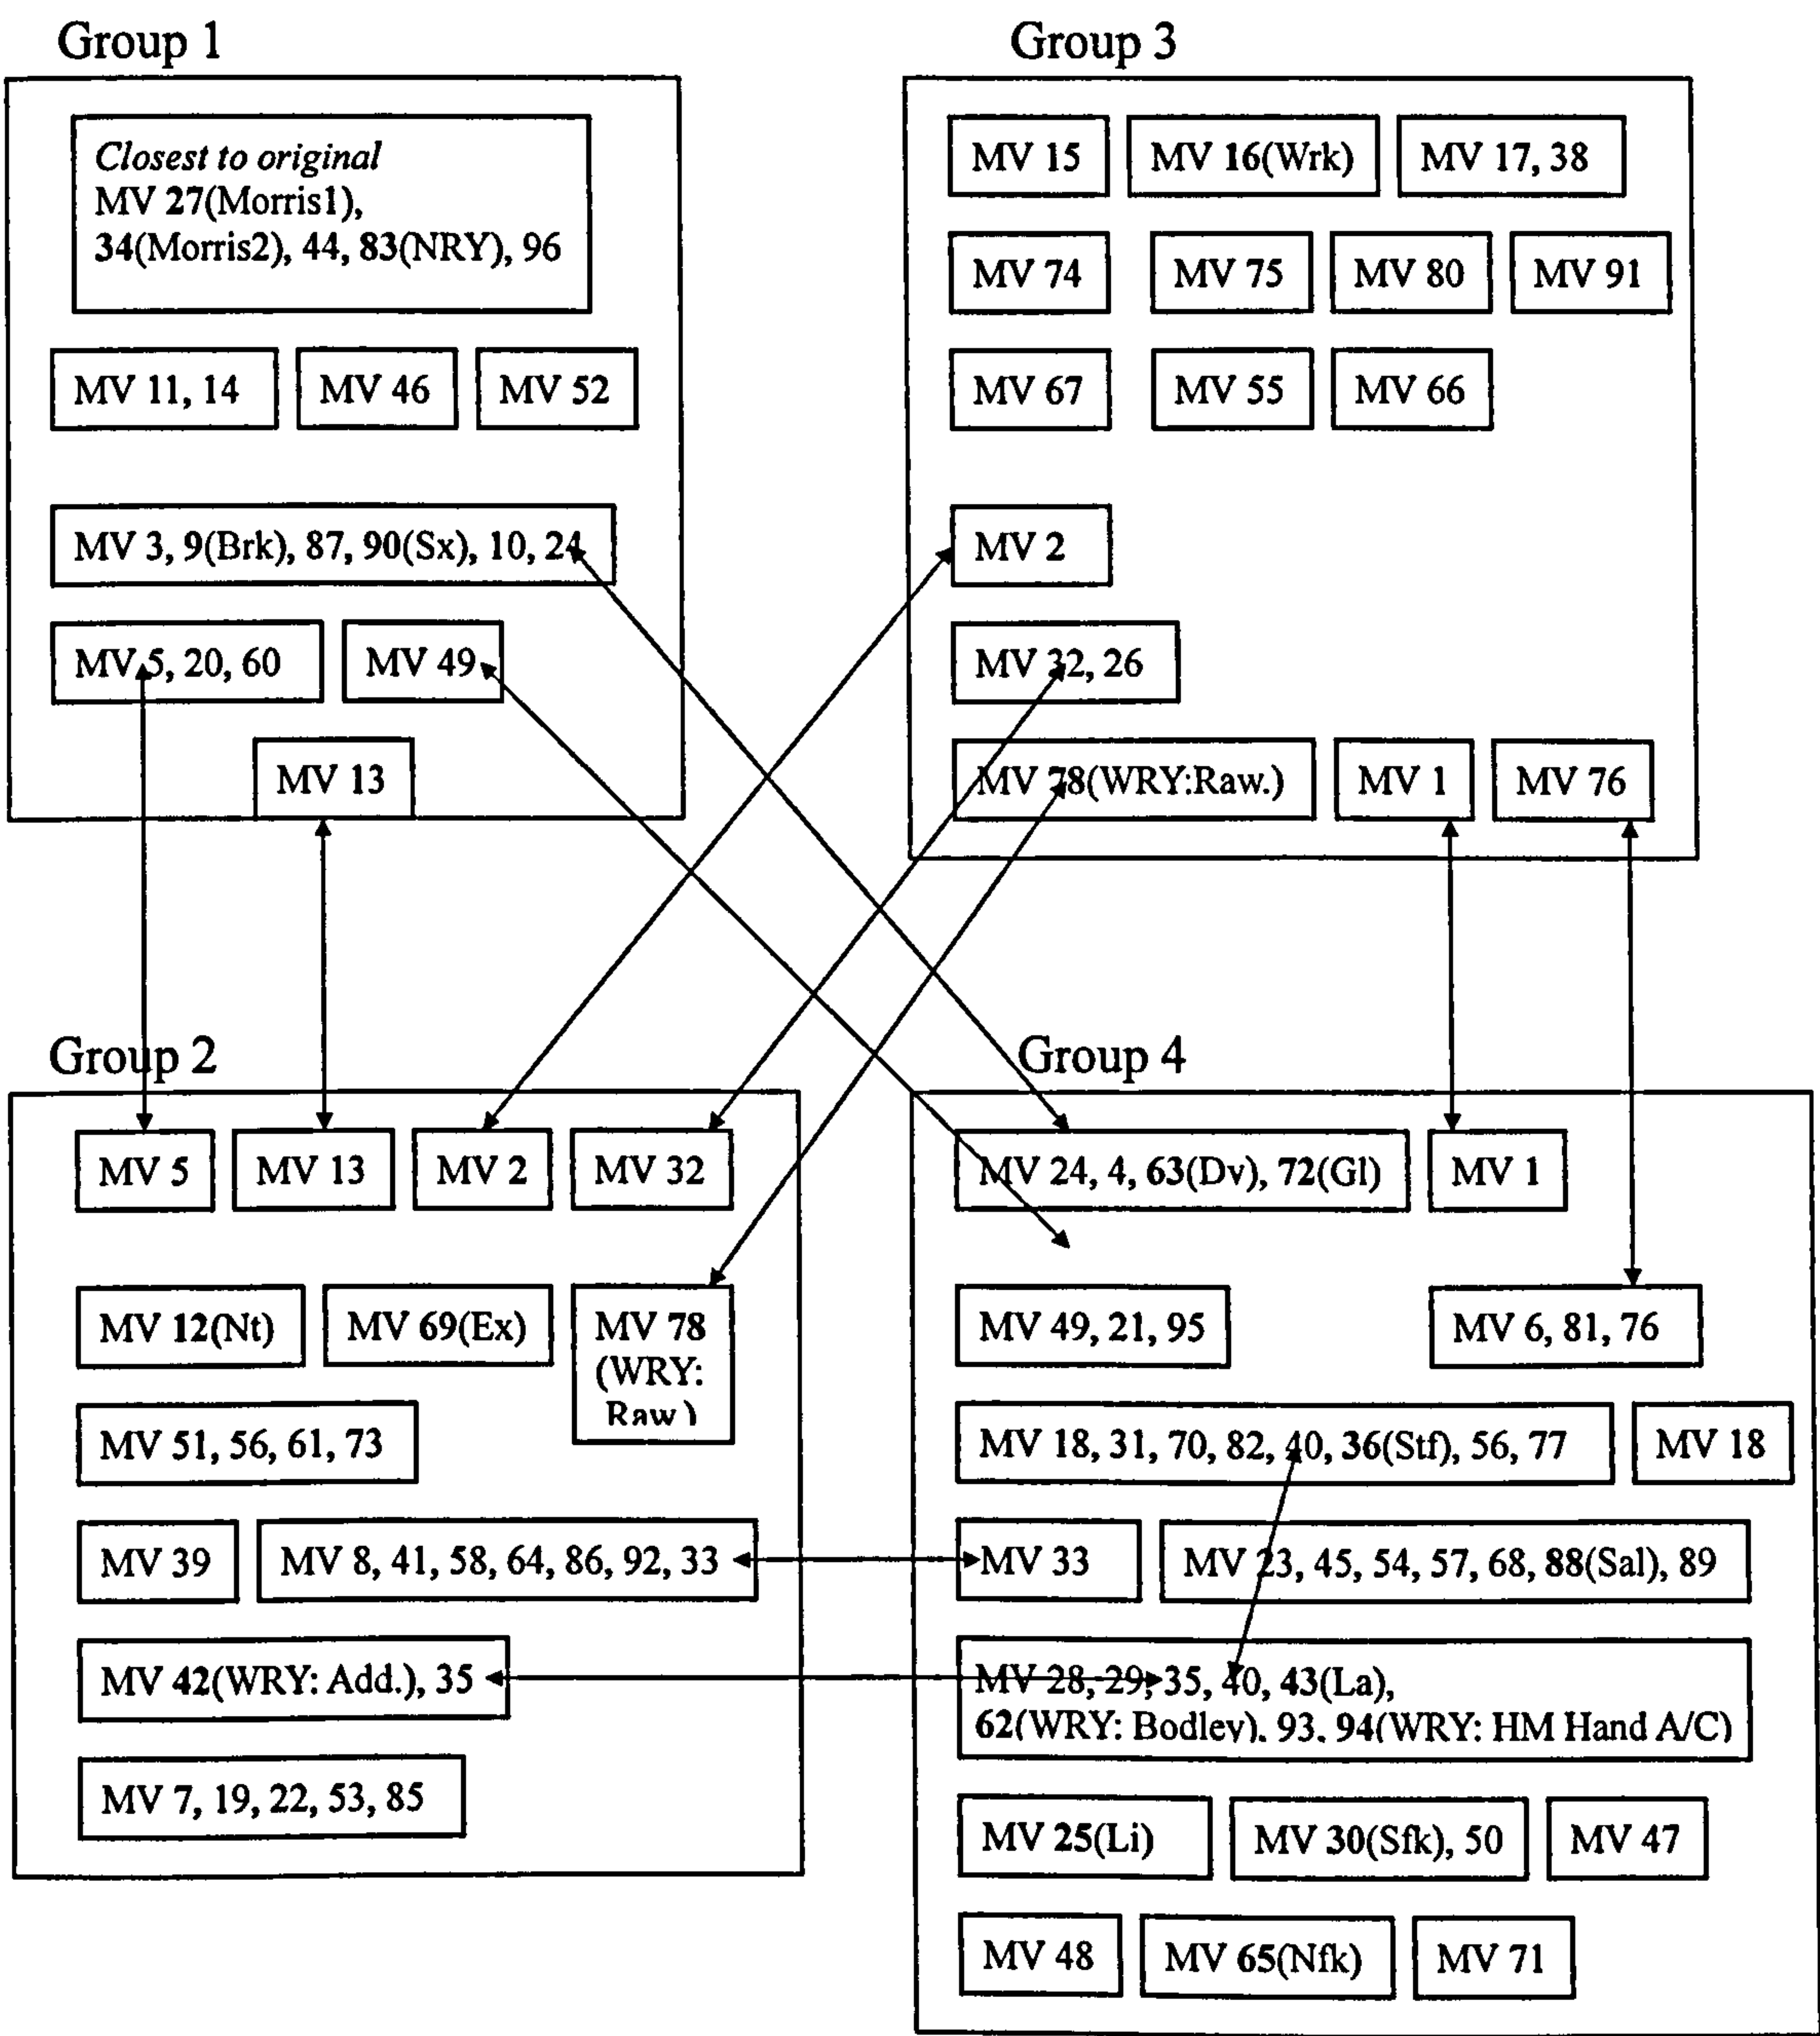 Group 1
Closest to original
MV 27(Morris1),
34(Morris2), 44, 83(NRY), 96
MV 11, 14
MV 46
MV 52
MV 3, 9(Brk), 87, 90(Sx), 10, 24
MV 5, 20, 60
MV 49
MV 13
Group 3
MV 15
MV 16(Wrk)
MV 17, 38
MV 74
MV 75
MV 80
MV 91
MV 67
MV 55
MV 66
MV 2
MV 32, 26
MV 78(WRY:Raw.)
MV 1
MV 76
Group 2
MV 5
MV 13
MV 2
MV 32
MV 12(Nt)
MV 69(Ex)
MV 78
(WRY:
Raw.)
MV 51, 56, 61, 73
MV 39
MV 8, 41, 58, 64, 86, 92, 33
MV 42(WRY: Add.), 35
MV 7, 19, 22, 53, 85
Group 4
MV 24, 4, 63(Dv), 72(Gl)
MV 1
MV 49, 21, 95
MV 6, 81, 76
MV 18, 31, 70, 82, 40, 36(Stf), 56, 77
MV 18
MV 33
MV 23, 45, 54, 57, 68, 88(Sal), 89
MV 28, 29, 35, 40, 43(La),
62(WRY: Bodley), 93, 94(WRY: HM Hand A/C)
MV 25(Li)
MV 30(Sfk), 50
MV 47
MV 48
MV 65(Nfk)
MV 71